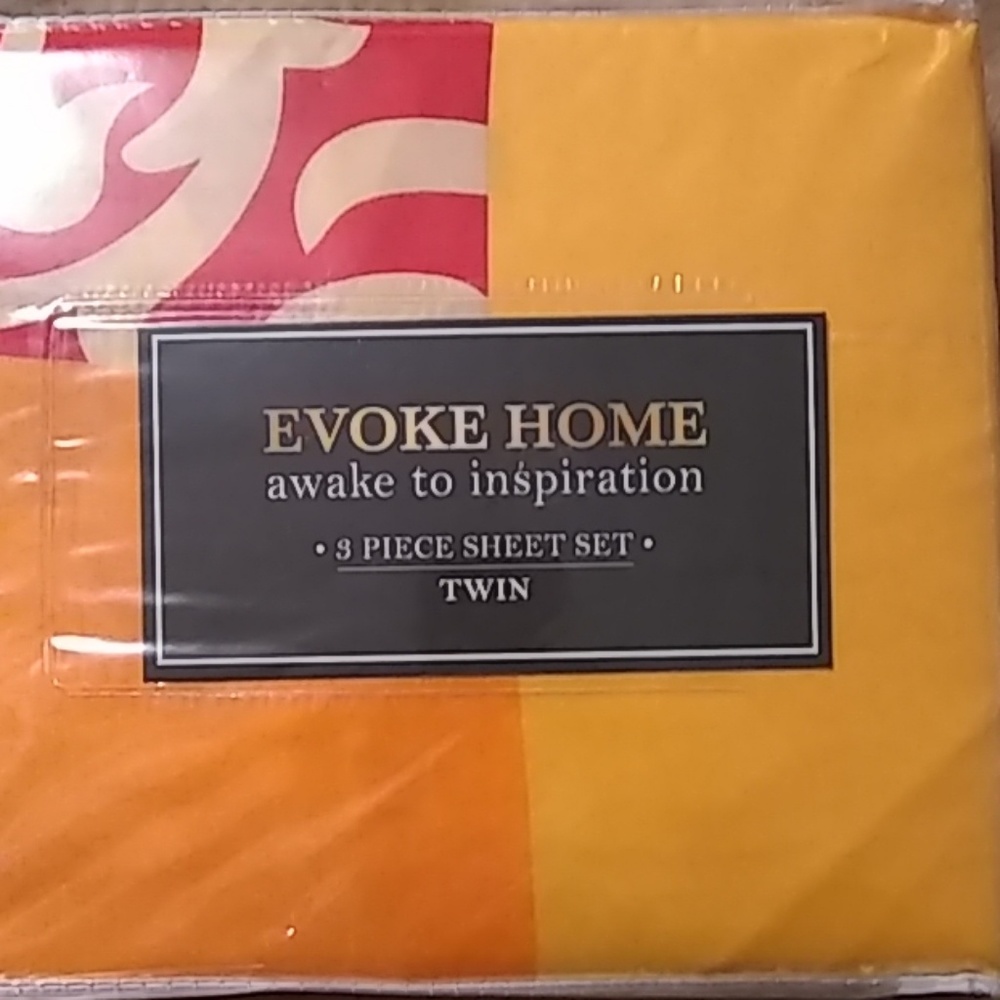 EVOKE HOME
awake to inspiration
• 3 PIECE SHEET SET •
TWIN